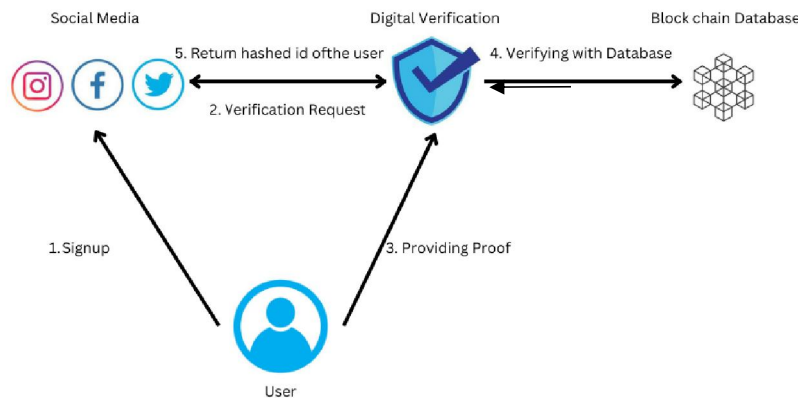 Social Media
Digital Verification
Block chain Database
5. Return hashed id ofthe user
4. Verifying with Database
2. Verification Request
1.Signup
3. Providing Proof
User